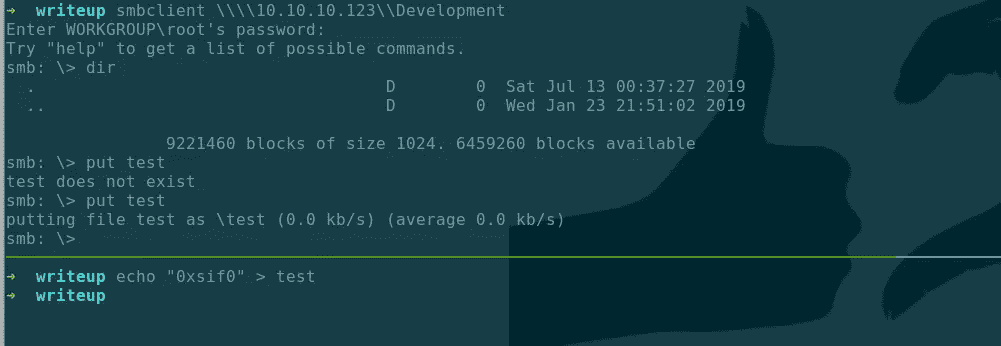 ➜ writeup smbclient \\\\10.10.10.123\\Development
Enter WORKGROUP\root's password:
Try "help" to get a list of possible commands.
smb: \> dir
. D 0 Sat Jul 13 00:37:27 2019
.. D 0 Wed Jan 23 21:51:02 2019
9221460 blocks of size 1024. 6459260 blocks available
smb: \> put test
test does not exist
smb: \> put test
putting file test as \test (0.0 kb/s) (average 0.0 kb/s)
smb: \>
➜ writeup echo "0xsif0" > test
➜ writeup